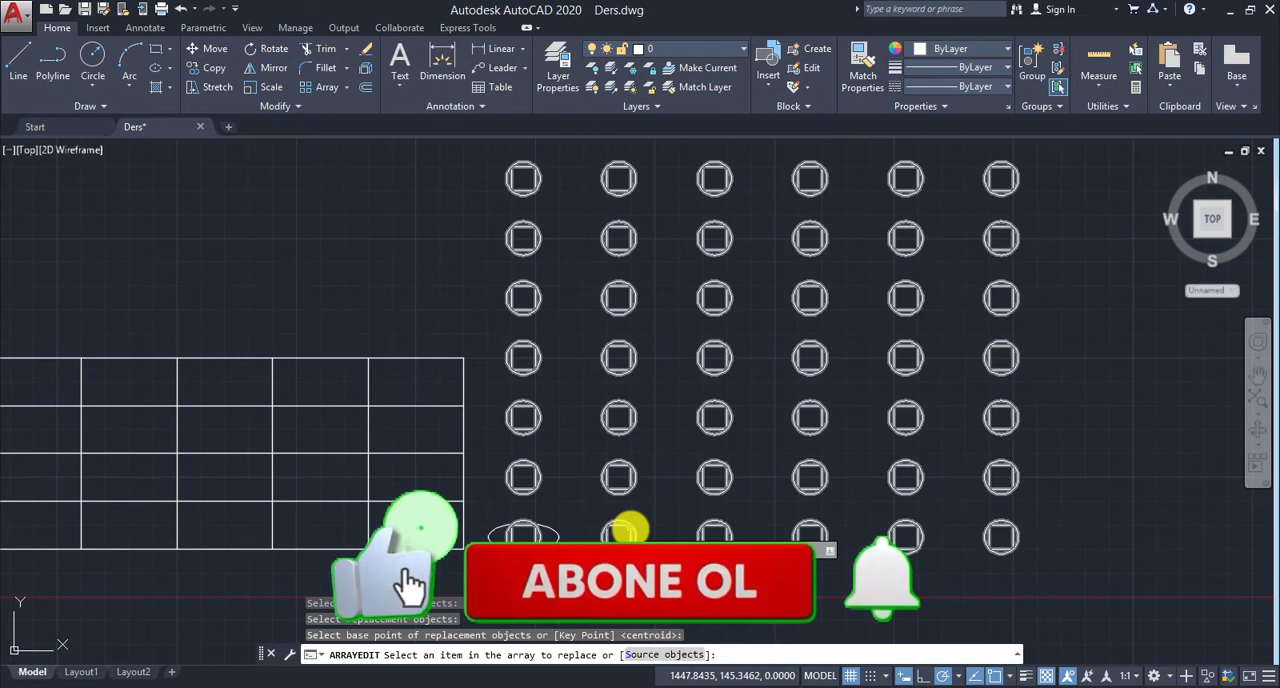 Autodesk AutoCAD 2020 Ders.dwg
Type a keyword or phrase
Sign In
Home Insert Annotate Parametric View Manage Output Collaborate Express Tools
Line
Polyline
Circle
Arc
Draw
Move
Rotate
Trim
Copy
Mirror
Fillet
Stretch
Scale
Array
Modify
Text
Dimension
Linear
Leader
Table
Annotation
Layer
Properties
0
Make Current
Match Layer
Layers
Insert
Create
Edit
Block
Match
Properties
ByLayer
ByLayer
ByLayer
Properties
Group
Groups
Measure
Utilities
Paste
Clipboard
Base
View
Start
Ders*
[−][Top][2D Wireframe]
N
W
TOP
E
S
Unnamed
ABONE OL
Y
X
objects:
Select replacement objects:
Select base point of replacement objects or [Key Point] <centroid>:
ARRAYEDIT Select an item in the array to replace or [Source objects]:
Model Layout1 Layout2
1447.8435, 145.3462, 0.0000 MODEL
1:1